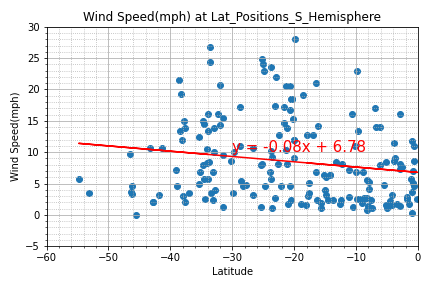 Wind Speed(mph) at Lat_Positions_S_Hemisphere
30
25
20
15
10
5
0
−5
Wind Speed(mph)
y = -0.08x + 6.78
−60 −50 −40 −30 −20 −10 0
Latitude